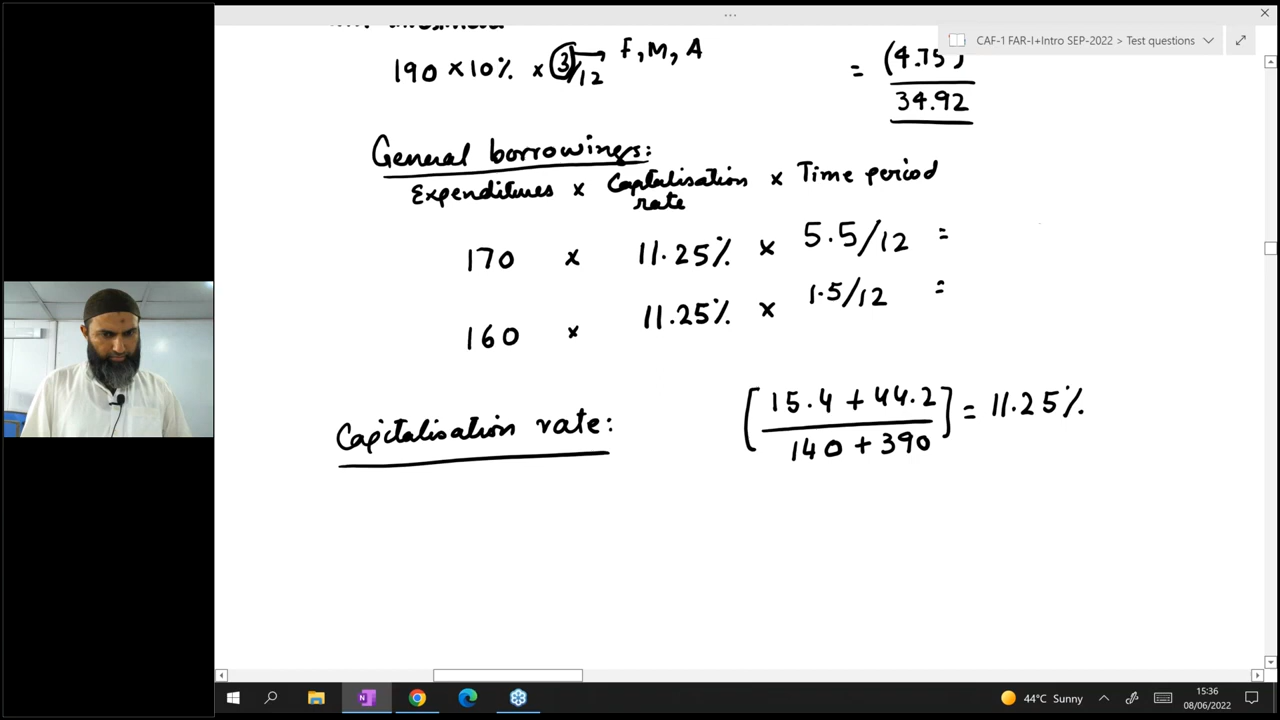 CAF-1 FAR-I+Intro SEP-2022 > Test questions
190 × 10% × 3/12 → F, M, A = (4.75)
34.92
General borrowings:
Expenditures × Captalisation rate × Time period
170 × 11.25% × 5.5/12 =
160 × 11.25% × 1.5/12 =
Capitalisation rate: [15.4 + 44.2 / 140 + 390] = 11.25%
44°C Sunny
15:36
08/06/2022